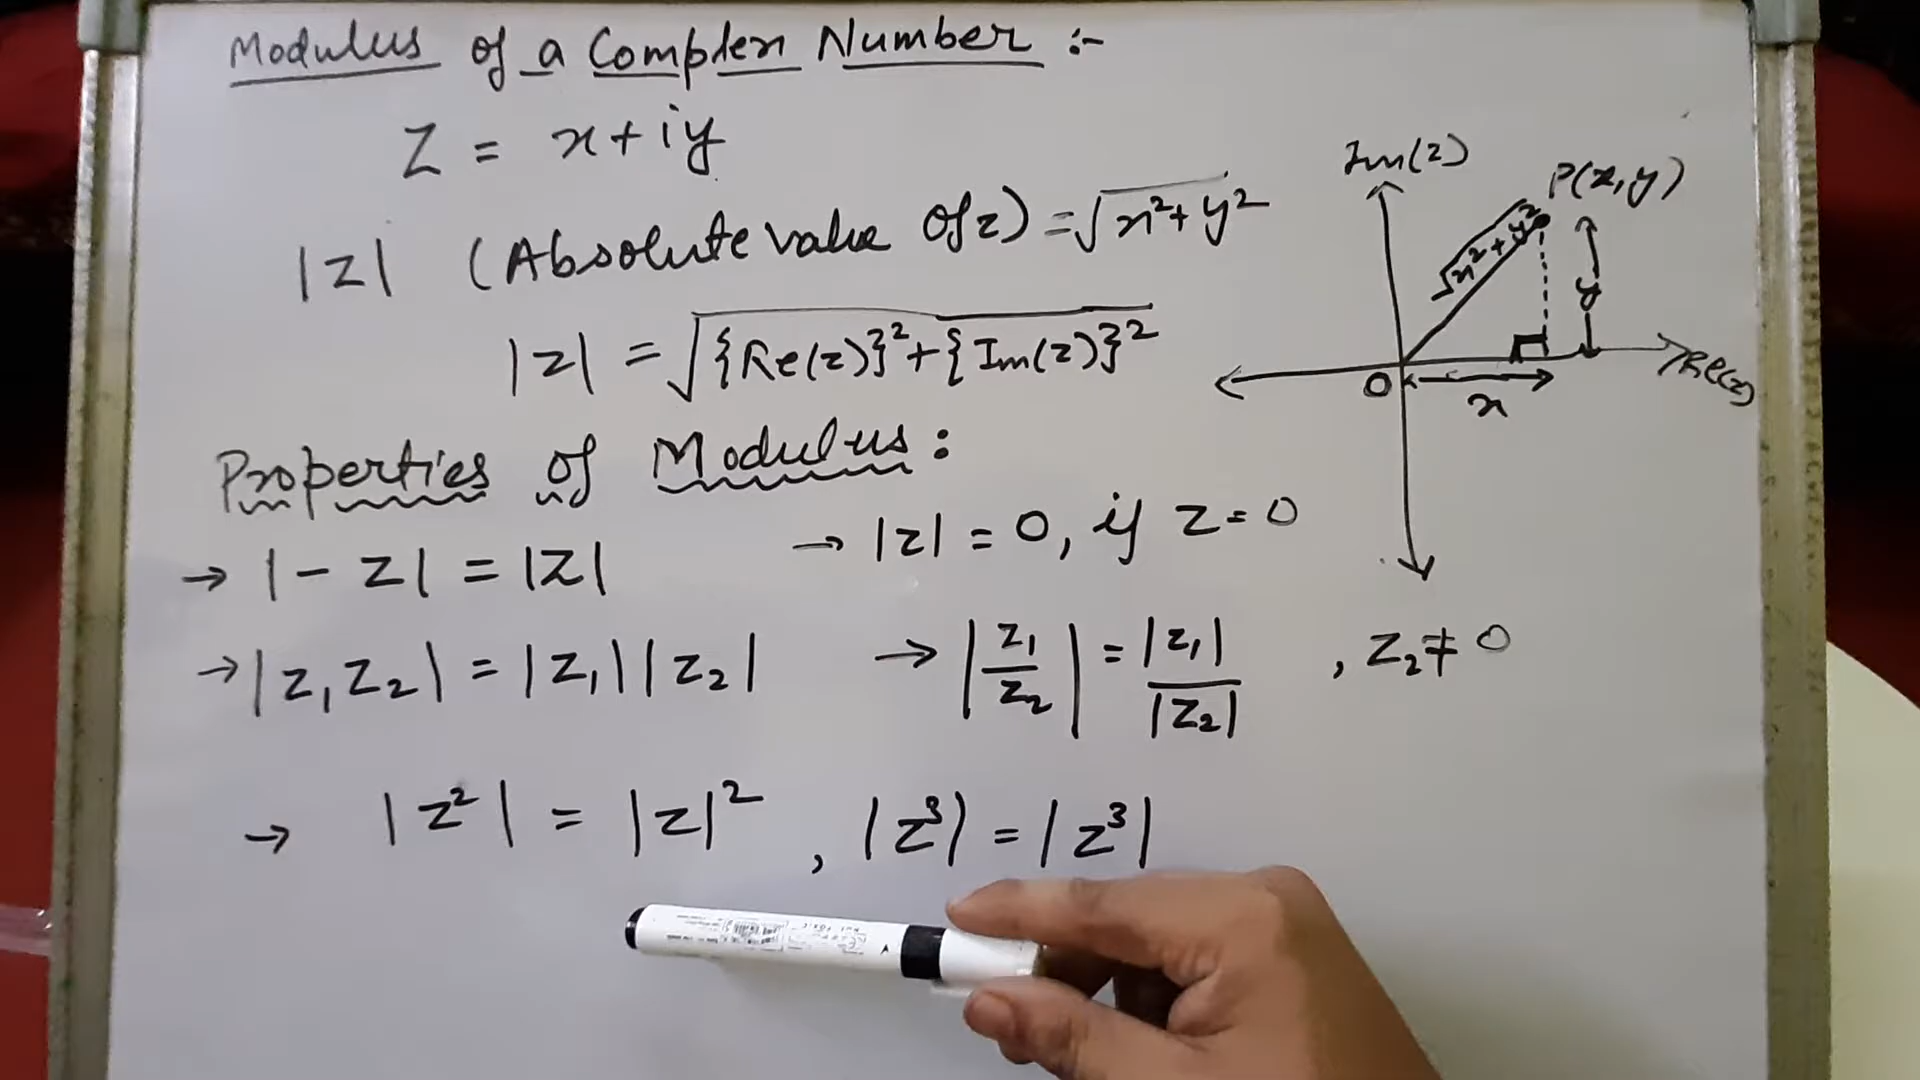 Modulus of a Complex Number :-
Z = x + iy
|z| (Absolute value of z) = √x²+y²
|z| = √{Re(z)}²+{Im(z)}²
Im(z)
P(x,y)
√x²+y²
y
O
x
Re(z)
Properties of Modulus:
→ |-z| = |z|
→ |z| = 0, if z = 0
→ |z₁z₂| = |z₁||z₂|
→ |z₁/z₂| = |z₁|/|z₂| , z₂ ≠ 0
→ |z²| = |z|² , |z³| = |z³|